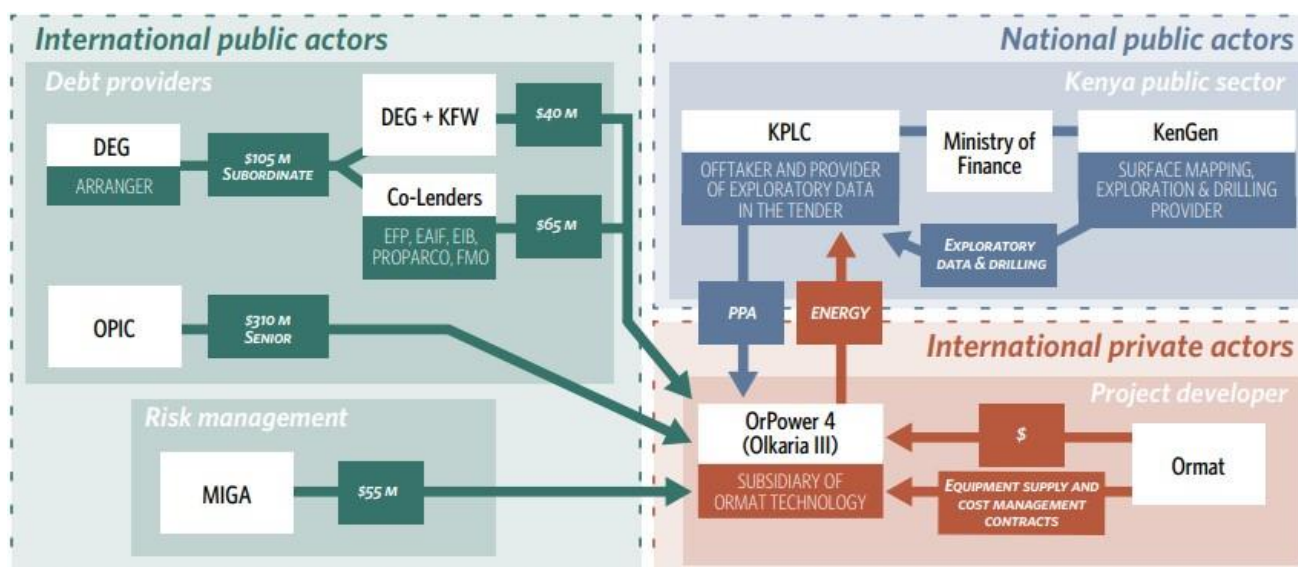 International public actors
Debt providers
DEG
ARRANGER
$105 M
SUBORDINATE
DEG + KFW
$40 M
Co-Lenders
EFP, EAIF, EIB,
PROPARCO, FMO
$65 M
OPIC
$310 M
SENIOR
Risk management
MIGA
$55 M
National public actors
Kenya public sector
KPLC
OFFTAKER AND PROVIDER
OF EXPLORATORY DATA
IN THE TENDER
Ministry of
Finance
KenGen
SURFACE MAPPING,
EXPLORATION & DRILLING
PROVIDER
EXPLORATORY
DATA & DRILLING
PPA
ENERGY
International private actors
Project developer
OrPower 4
(Olkaria III)
SUBSIDIARY OF
ORMAT TECHNOLOGY
$
Ormat
EQUIPMENT SUPPLY AND
COST MANAGEMENT
CONTRACTS